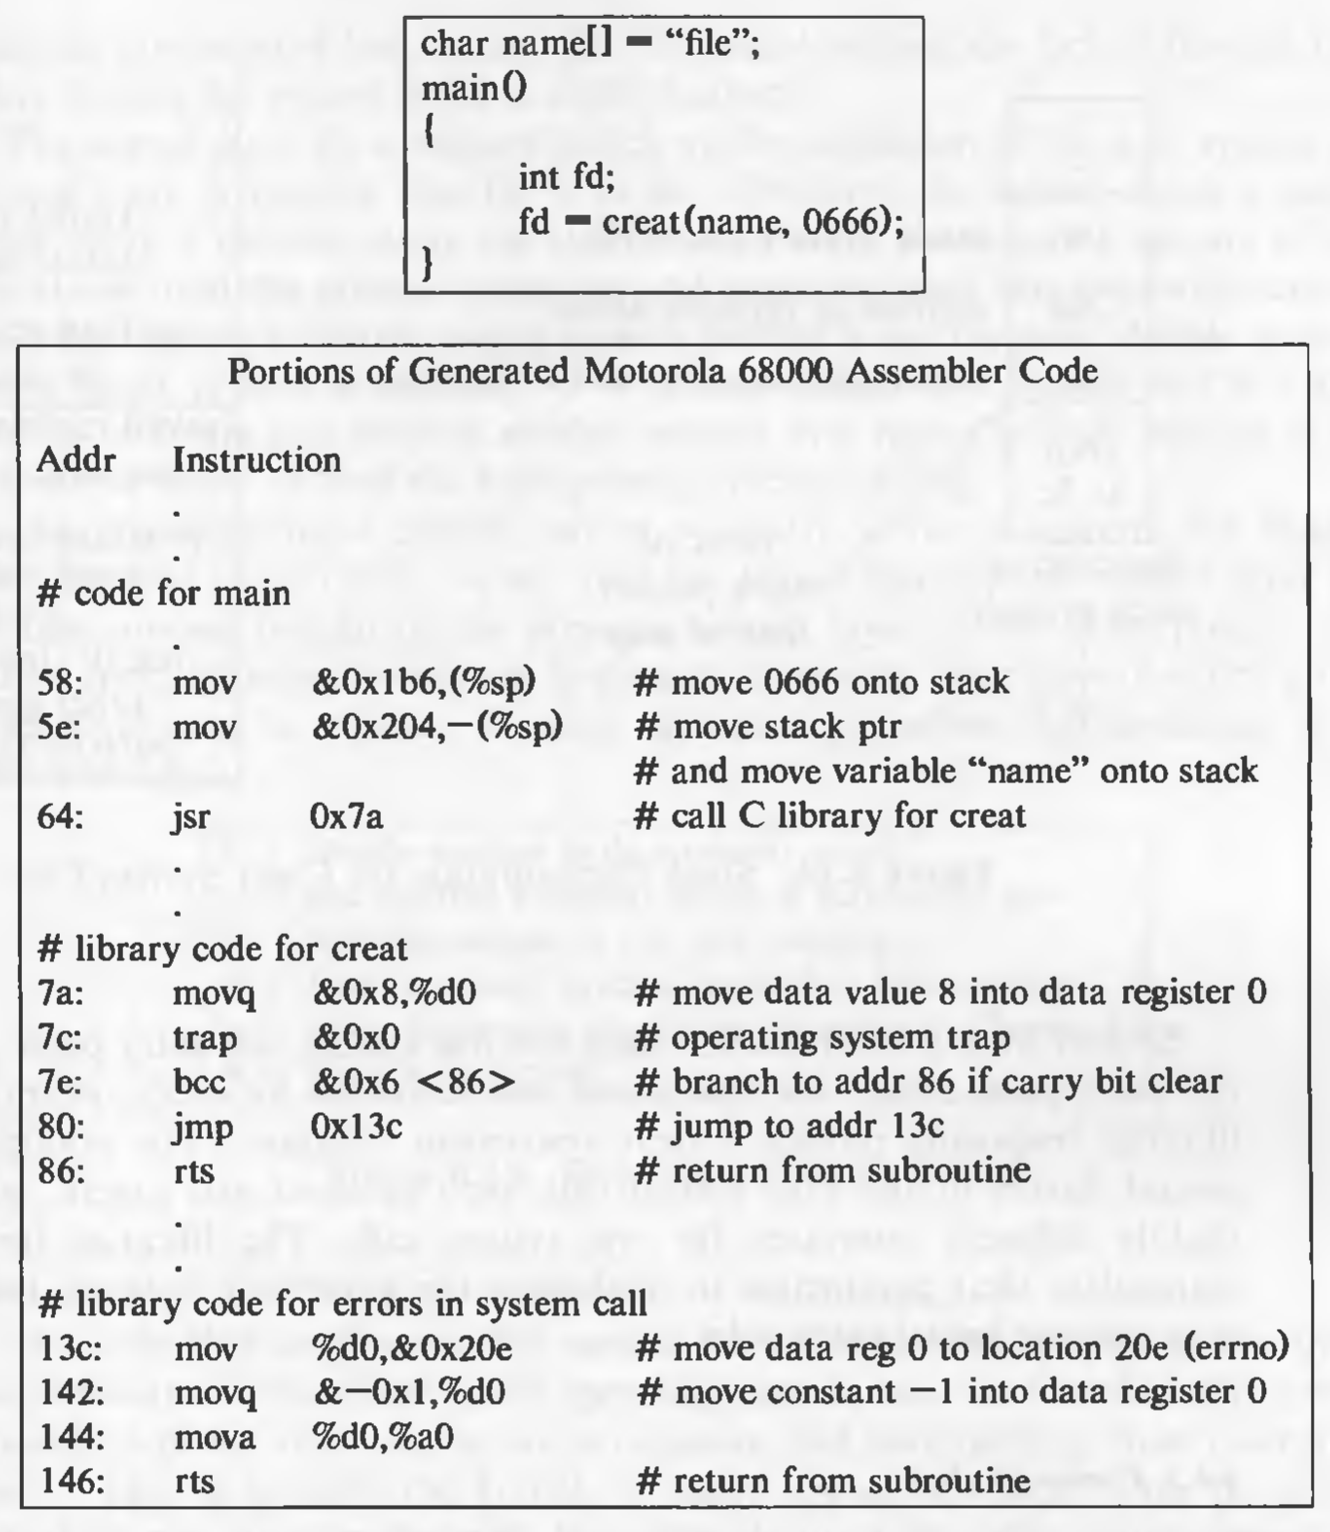 char name[] = “file”;
main()
{
int fd;
fd = creat(name, 0666);
}
Portions of Generated Motorola 68000 Assembler Code
Addr Instruction
.
.
# code for main
.
58: mov &0x1b6,(%sp) # move 0666 onto stack
5e: mov &0x204,−(%sp) # move stack ptr
# and move variable “name” onto stack
64: jsr 0x7a # call C library for creat
.
.
# library code for creat
7a: movq &0x8,%d0 # move data value 8 into data register 0
7c: trap &0x0 # operating system trap
7e: bcc &0x6 <86> # branch to addr 86 if carry bit clear
80: jmp 0x13c # jump to addr 13c
86: rts # return from subroutine
.
.
# library code for errors in system call
13c: mov %d0,&0x20e # move data reg 0 to location 20e (errno)
142: movq &−0x1,%d0 # move constant −1 into data register 0
144: mova %d0,%a0
146: rts # return from subroutine